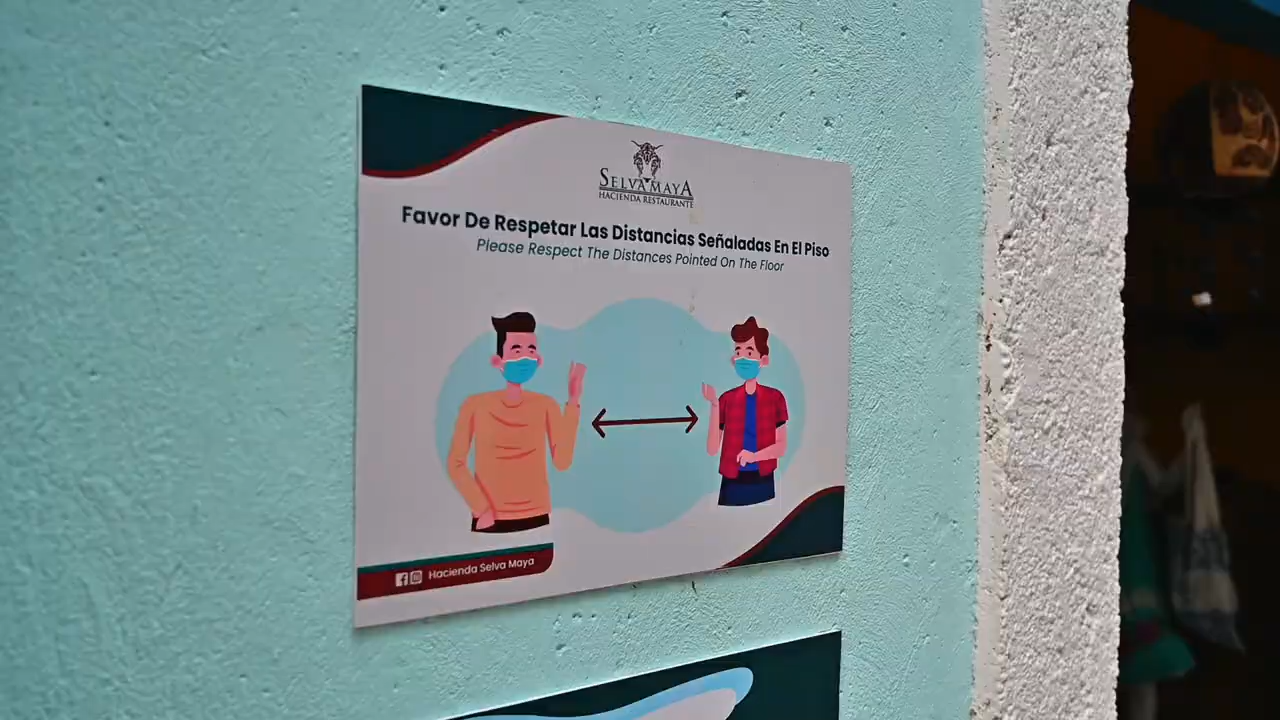 SELVA MAYA
HACIENDA RESTAURANTE
Favor De Respetar Las Distancias Señaladas En El Piso
Please Respect The Distances Pointed On The Floor
Hacienda Selva Maya